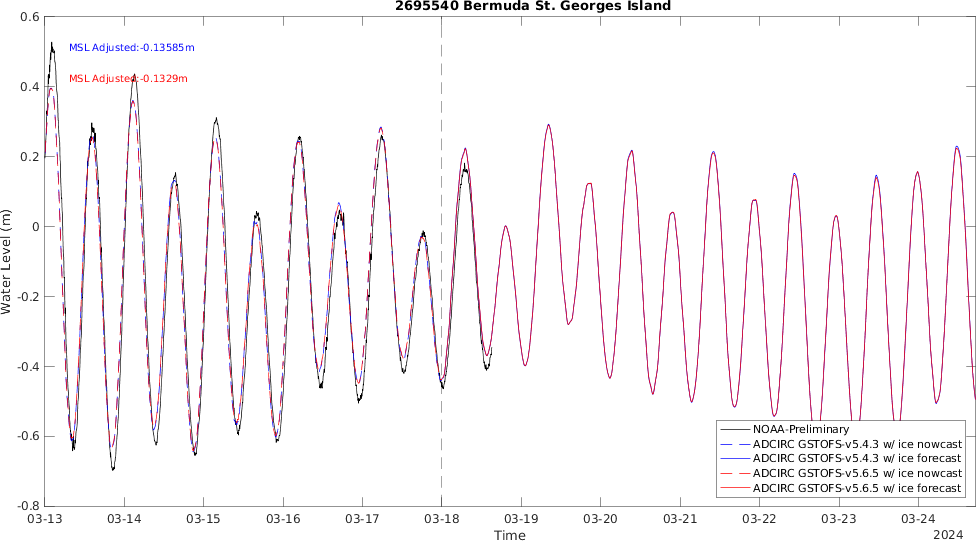 2695540 Bermuda St. Georges Island
MSL Adjusted:-0.13585m
MSL Adjusted:-0.1329m
Water Level (m)
0.6
0.4
0.2
0
-0.2
-0.4
-0.6
-0.8
NOAA-Preliminary
ADCIRC GSTOFS-v5.4.3 w/ ice nowcast
ADCIRC GSTOFS-v5.4.3 w/ ice forecast
ADCIRC GSTOFS-v5.6.5 w/ ice nowcast
ADCIRC GSTOFS-v5.6.5 w/ ice forecast
03-13 03-14 03-15 03-16 03-17 03-18 03-19 03-20 03-21 03-22 03-23 03-24
Time
2024